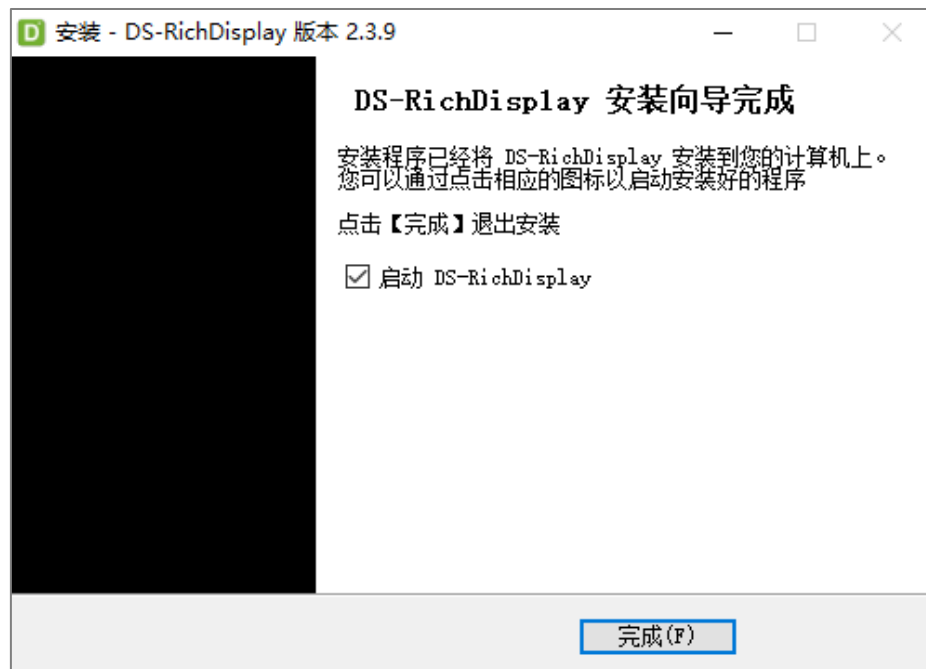 D 安装 - DS-RichDisplay 版本 2.3.9
DS-RichDisplay 安装向导完成
安装程序已经将 DS-RichDisplay 安装到您的计算机上。
您可以通过点击相应的图标以启动安装好的程序
点击【完成】退出安装
启动 DS-RichDisplay
完成(F)